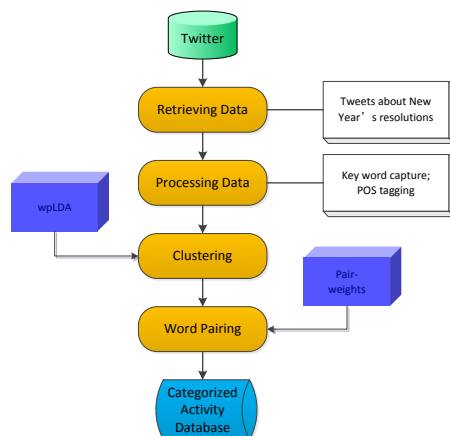 Twitter
Retrieving Data
Tweets about New
Year’s resolutions
Processing Data
Key word capture;
POS tagging
wpLDA
Clustering
Pair-
weights
Word Pairing
Categorized
Activity
Database